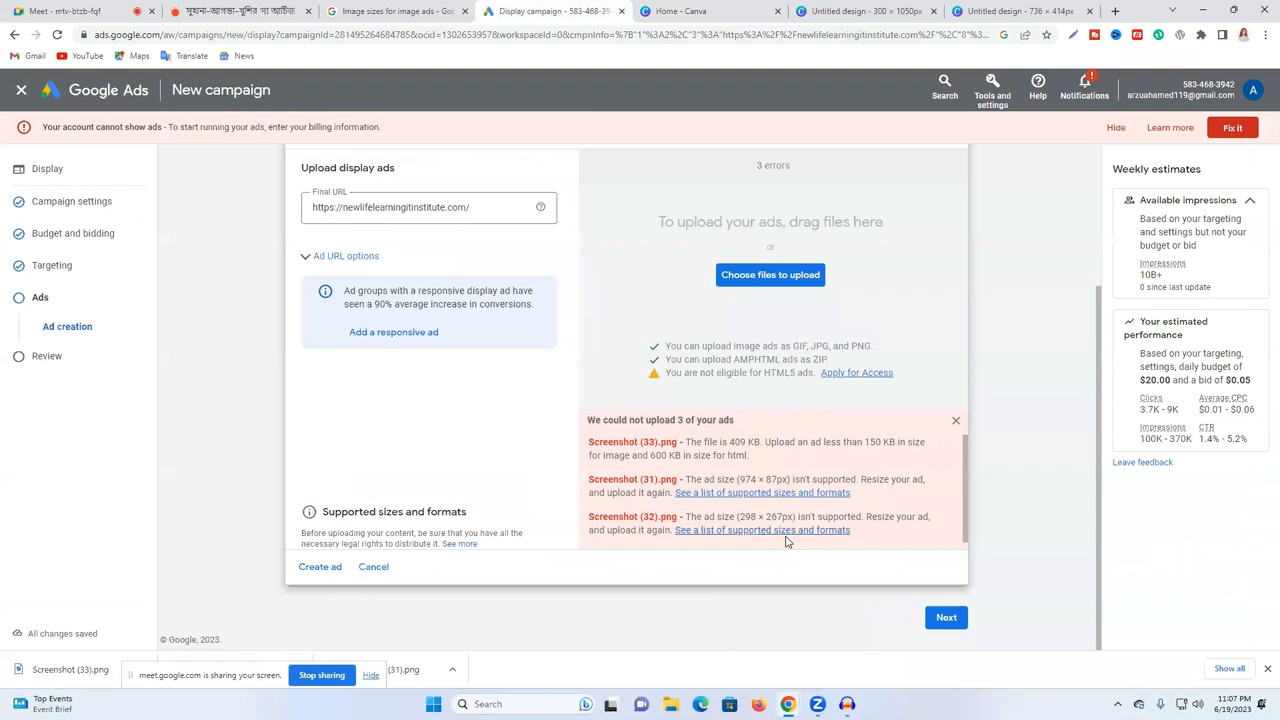 Meet - mtv-btzb-fqf
সুহানা-আগন্তা-খুশির 'দ্য আর্চিজ
Image sizes for image ads - Goo
Display campaign - 583-468-394
Home - Canva
Untitled design - 300 × 1050px
Untitled design - 736 × 414px
ads.google.com/aw/campaigns/new/display?campaignId=281495264684785&ocid=1302653957&workspaceId=0&cmpnInfo=%7B"1"%3A"2"%2C"3"%3A"https%3A%2F%2Fnewlifelearningitinstitute.com%2F"%2C"8"%...
Gmail YouTube Maps Translate News
Google Ads New campaign
Search
Tools and settings
Help
Notifications
583-468-3942
arzuahamed119@gmail.com
A
Your account cannot show ads - To start running your ads, enter your billing information.
Hide Learn more Fix it
Display
Campaign settings
Budget and bidding
Targeting
Ads
Ad creation
Review
All changes saved
Upload display ads
Final URL
https://newlifelearningitinstitute.com/
Ad URL options
Ad groups with a responsive display ad have
seen a 90% average increase in conversions.
Add a responsive ad
Supported sizes and formats
Before uploading your content, be sure that you have all the
necessary legal rights to distribute it. See more
3 errors
To upload your ads, drag files here
or
Choose files to upload
You can upload image ads as GIF, JPG, and PNG.
You can upload AMPHTML ads as ZIP.
You are not eligible for HTML5 ads. Apply for Access
We could not upload 3 of your ads
Screenshot (33).png - The file is 409 KB. Upload an ad less than 150 KB in size
for image and 600 KB in size for html.
Screenshot (31).png - The ad size (974 × 87px) isn't supported. Resize your ad,
and upload it again. See a list of supported sizes and formats
Screenshot (32).png - The ad size (298 × 267px) isn't supported. Resize your ad,
and upload it again. See a list of supported sizes and formats
Create ad Cancel
Next
© Google, 2023.
Weekly estimates
Available impressions
Based on your targeting
and settings but not your
budget or bid
Impressions
10B+
0 since last update
Your estimated
performance
Based on your targeting,
settings, daily budget of
$20.00 and a bid of $0.05
Clicks Average CPC
3.7K - 9K $0.01 - $0.06
Impressions CTR
100K - 370K 1.4% - 5.2%
Leave feedback
Screenshot (33).png
(31).png
Show all
meet.google.com is sharing your screen.
Stop sharing
Hide
Top Events
Event Brief
Search
11:07 PM
6/19/2023